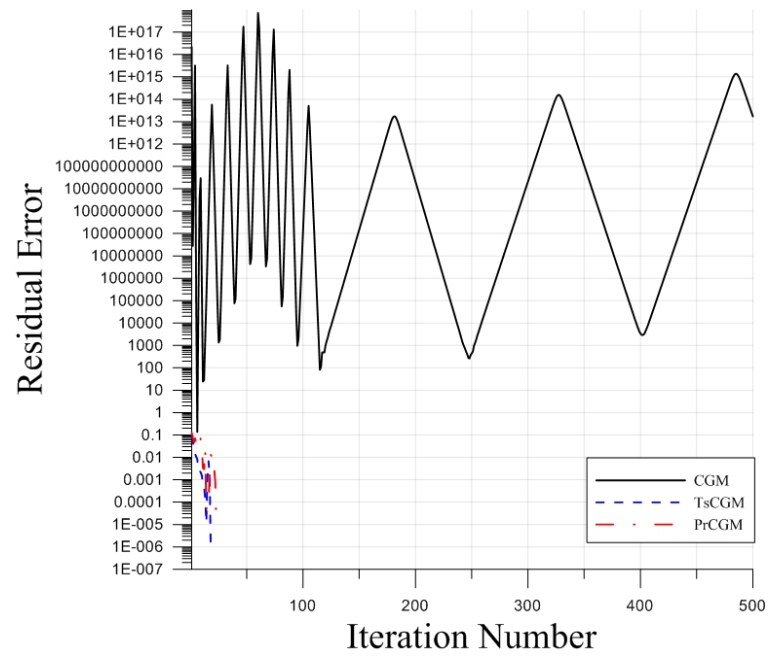 1E+017
1E+016
1E+015
1E+014
1E+013
1E+012
100000000000
10000000000
1000000000
100000000
10000000
1000000
100000
10000
1000
100
10
1
0.1
0.01
0.001
0.0001
1E-005
1E-006
1E-007
Residual Error
CGM
TsCGM
PrCGM
100 200 300 400 500
Iteration Number